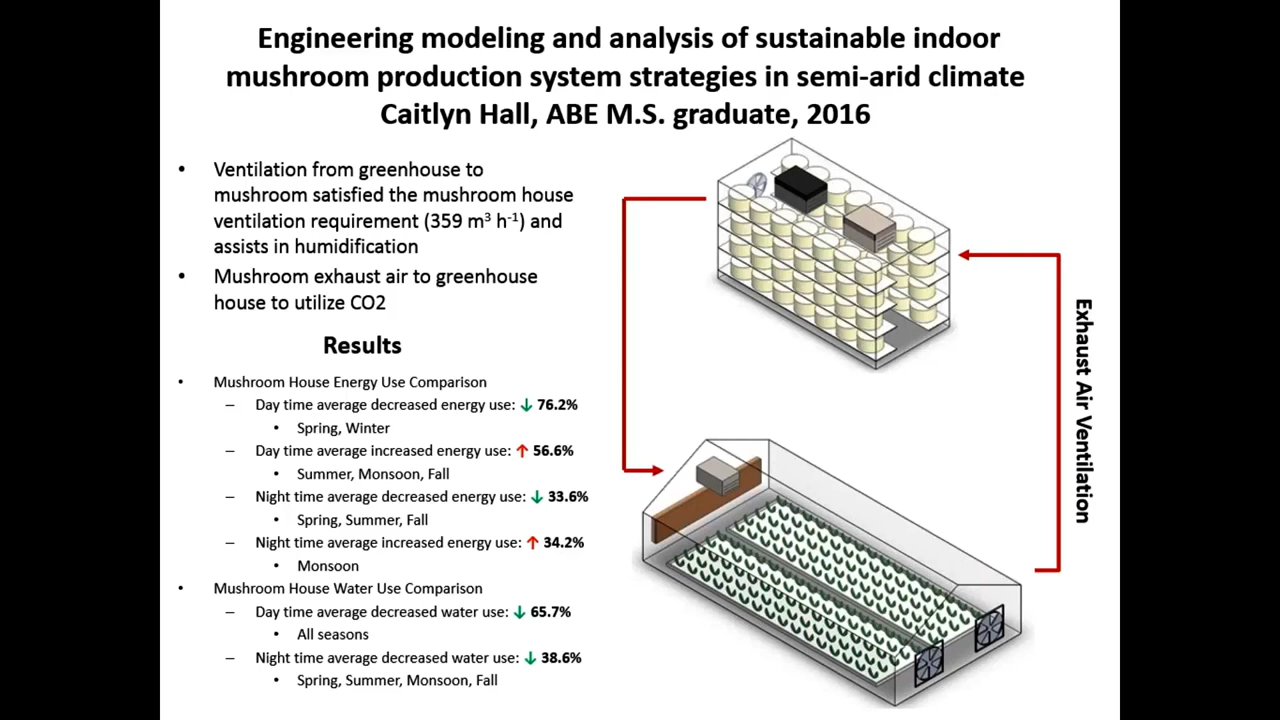 Engineering modeling and analysis of sustainable indoor
mushroom production system strategies in semi-arid climate
Caitlyn Hall, ABE M.S. graduate, 2016
• Ventilation from greenhouse to
mushroom satisfied the mushroom house
ventilation requirement (359 m³ h⁻¹) and
assists in humidification
• Mushroom exhaust air to greenhouse
house to utilize CO2
Results
• Mushroom House Energy Use Comparison
– Day time average decreased energy use: ↓ 76.2%
• Spring, Winter
– Day time average increased energy use: ↑ 56.6%
• Summer, Monsoon, Fall
– Night time average decreased energy use: ↓ 33.6%
• Spring, Summer, Fall
– Night time average increased energy use: ↑ 34.2%
• Monsoon
• Mushroom House Water Use Comparison
– Day time average decreased water use: ↓ 65.7%
• All seasons
– Night time average decreased water use: ↓ 38.6%
• Spring, Summer, Monsoon, Fall
Exhaust Air Ventilation